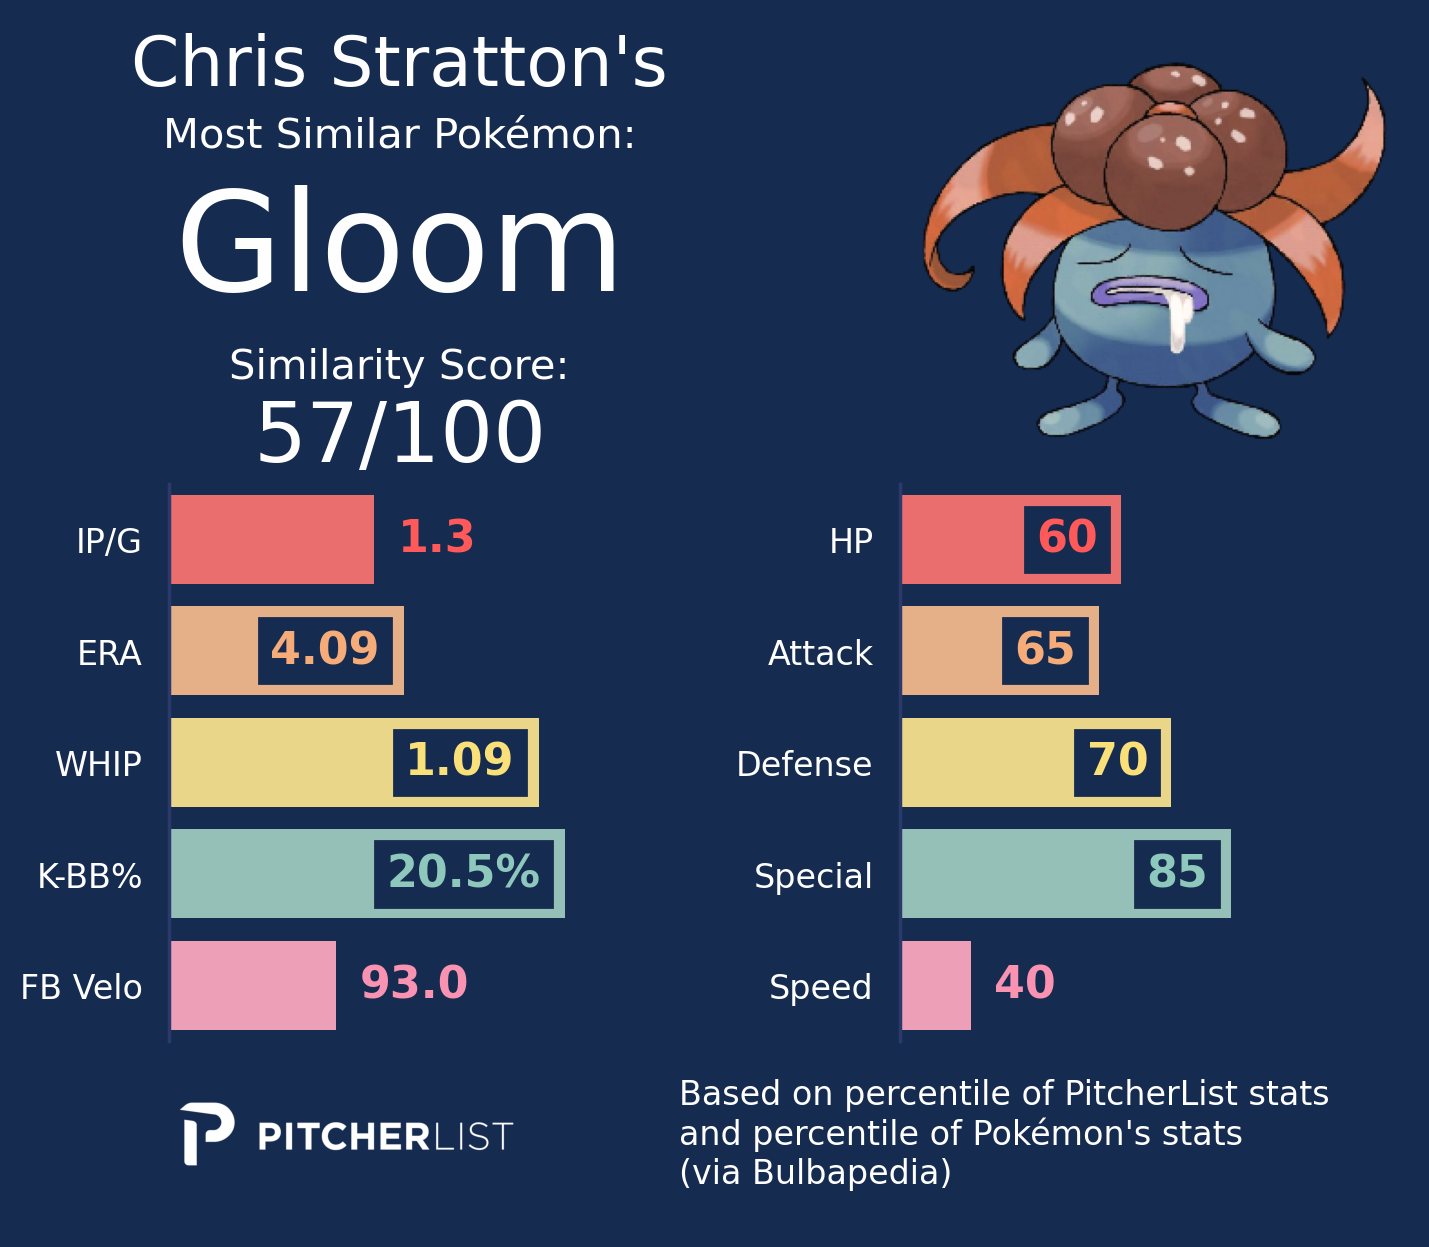 Chris Stratton's
Most Similar Pokémon:
Gloom
Similarity Score:
57/100
IP/G 1.3
ERA 4.09
WHIP 1.09
K-BB% 20.5%
FB Velo 93.0
HP 60
Attack 65
Defense 70
Special 85
Speed 40
PITCHERLIST
Based on percentile of PitcherList stats
and percentile of Pokémon's stats
(via Bulbapedia)